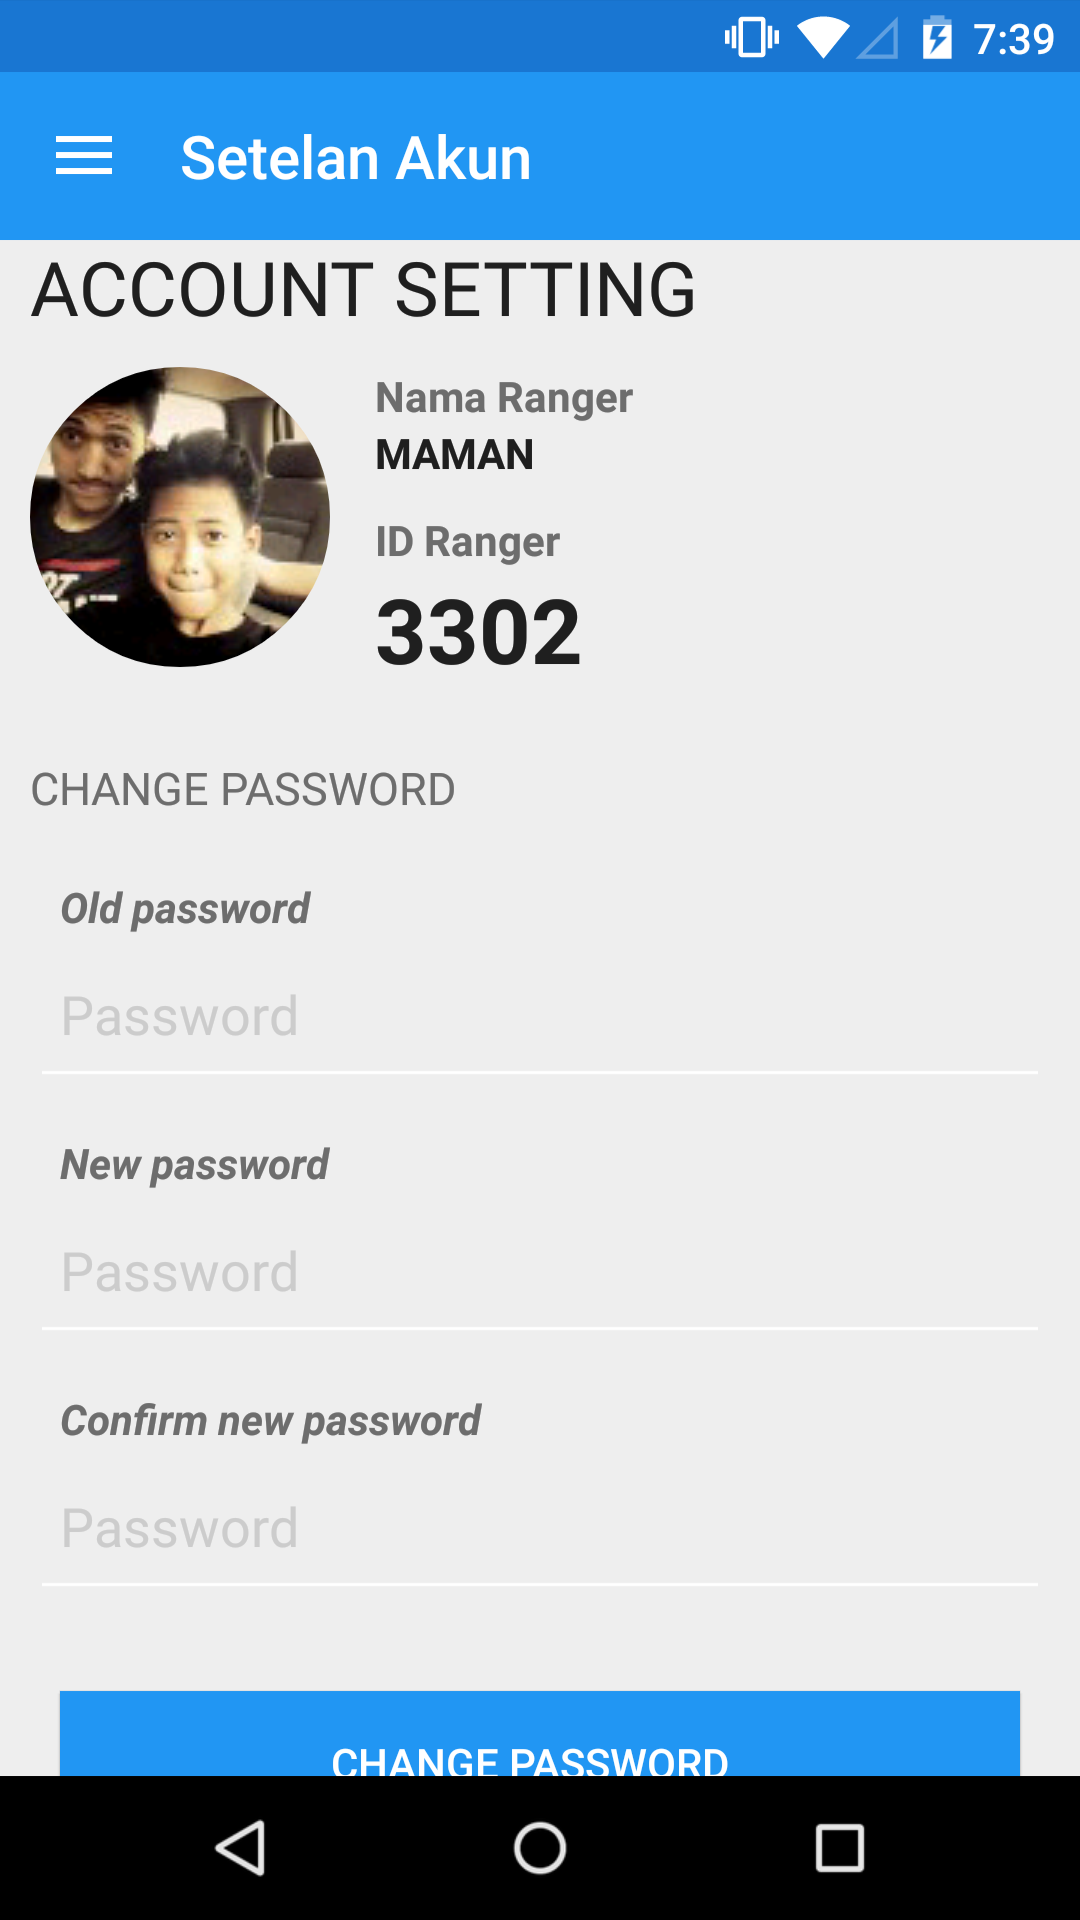 7:39
Setelan Akun
ACCOUNT SETTING
Nama Ranger
MAMAN
ID Ranger
3302
CHANGE PASSWORD
Old password
Password
New password
Password
Confirm new password
Password
CHANGE PASSWORD